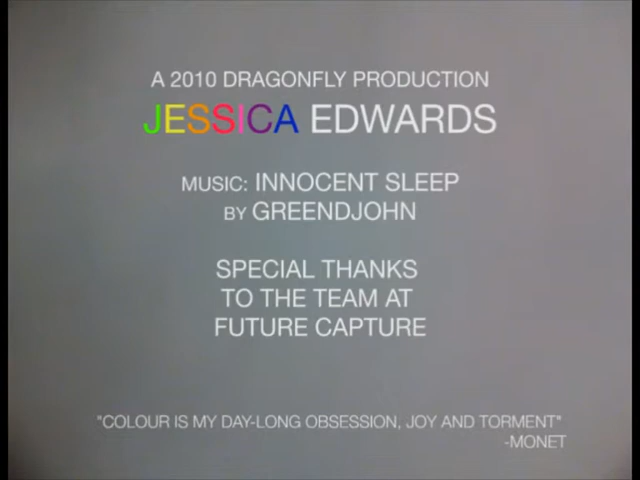 A 2010 DRAGONFLY PRODUCTION
JESSICA EDWARDS
MUSIC: INNOCENT SLEEP
BY GREENDJOHN
SPECIAL THANKS
TO THE TEAM AT
FUTURE CAPTURE
"COLOUR IS MY DAY-LONG OBSESSION, JOY AND TORMENT"
-MONET